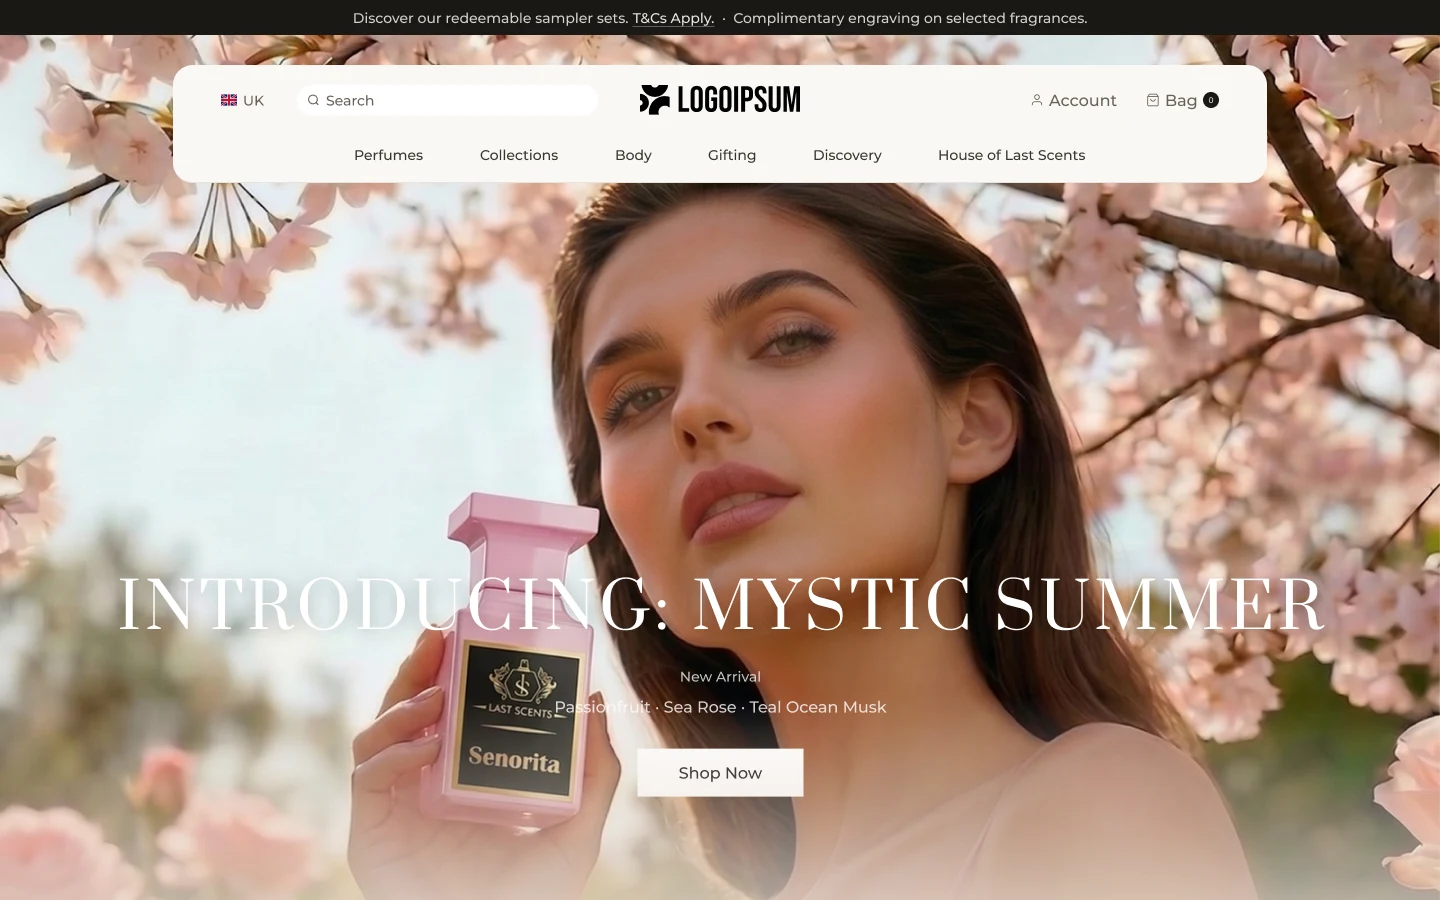 Discover our redeemable sampler sets. T&Cs Apply. · Complimentary engraving on selected fragrances.
UK
Search
LOGOIPSUM
Account
Bag 0
Perfumes
Collections
Body
Gifting
Discovery
House of Last Scents
INTRODUCING: MYSTIC SUMMER
New Arrival
Passionfruit · Sea Rose · Teal Ocean Musk
LS
LAST SCENTS
Senorita
Shop Now